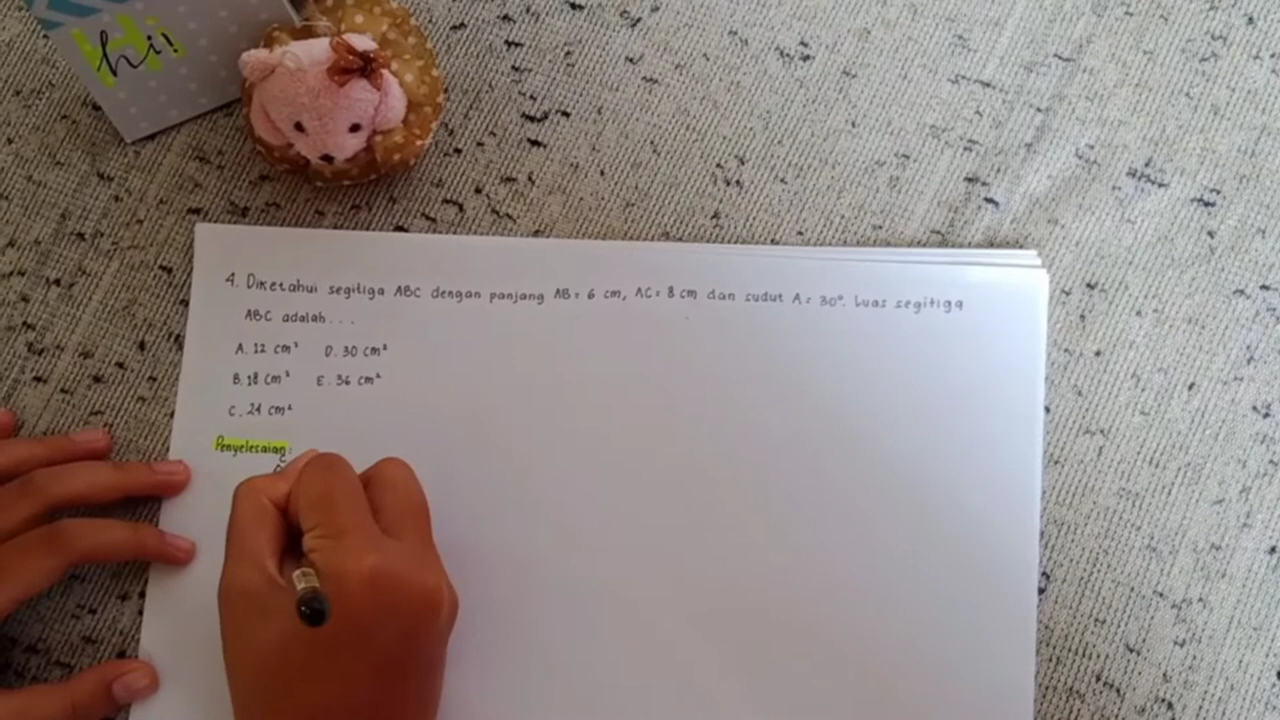 hi!
4. Diketahui segitiga ABC dengan panjang AB = 6 cm, AC = 8 cm dan sudut A = 30°. Luas segitiga
ABC adalah...
A. 12 cm² D. 30 cm²
B. 18 cm² E. 36 cm²
C. 24 cm²
Penyelesaian: